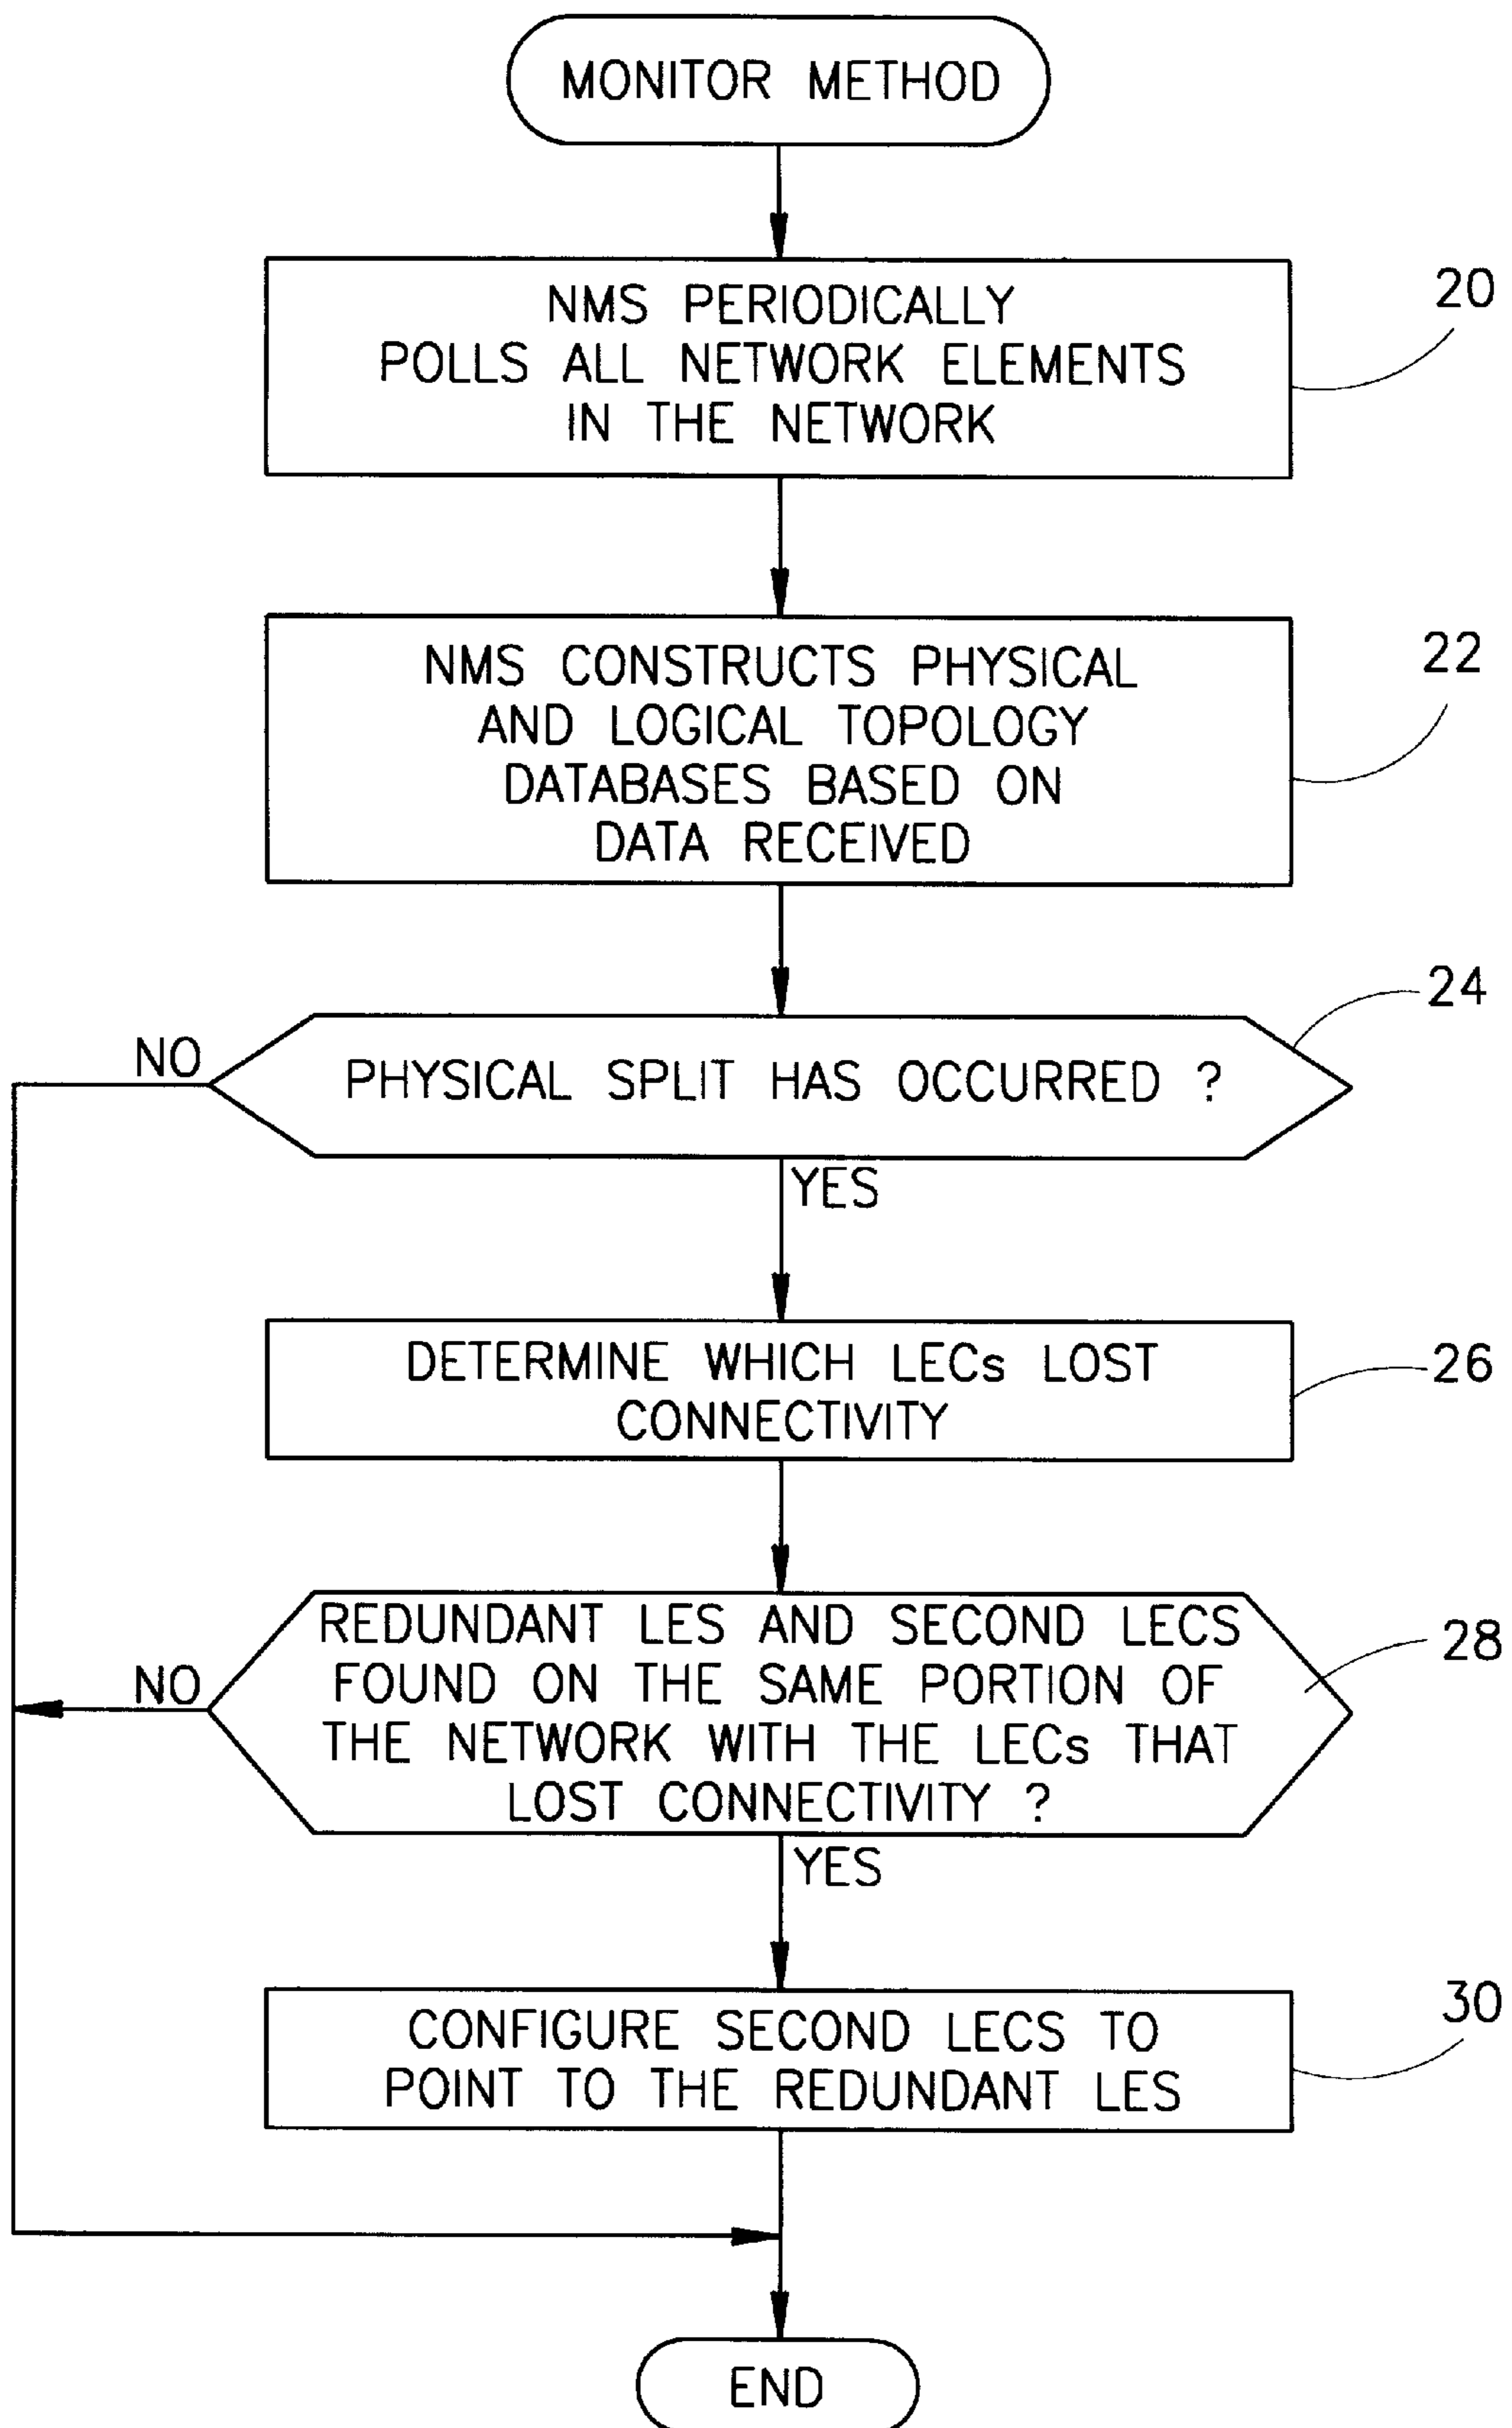 MONITOR METHOD
NMS PERIODICALLY
POLLS ALL NETWORK ELEMENTS
IN THE NETWORK
20
NMS CONSTRUCTS PHYSICAL
AND LOGICAL TOPOLOGY
DATABASES BASED ON
DATA RECEIVED
22
24
NO
PHYSICAL SPLIT HAS OCCURRED ?
YES
DETERMINE WHICH LECs LOST
CONNECTIVITY
26
REDUNDANT LES AND SECOND LECS
FOUND ON THE SAME PORTION OF
THE NETWORK WITH THE LECs THAT
LOST CONNECTIVITY ?
28
NO
YES
CONFIGURE SECOND LECS TO
POINT TO THE REDUNDANT LES
30
END